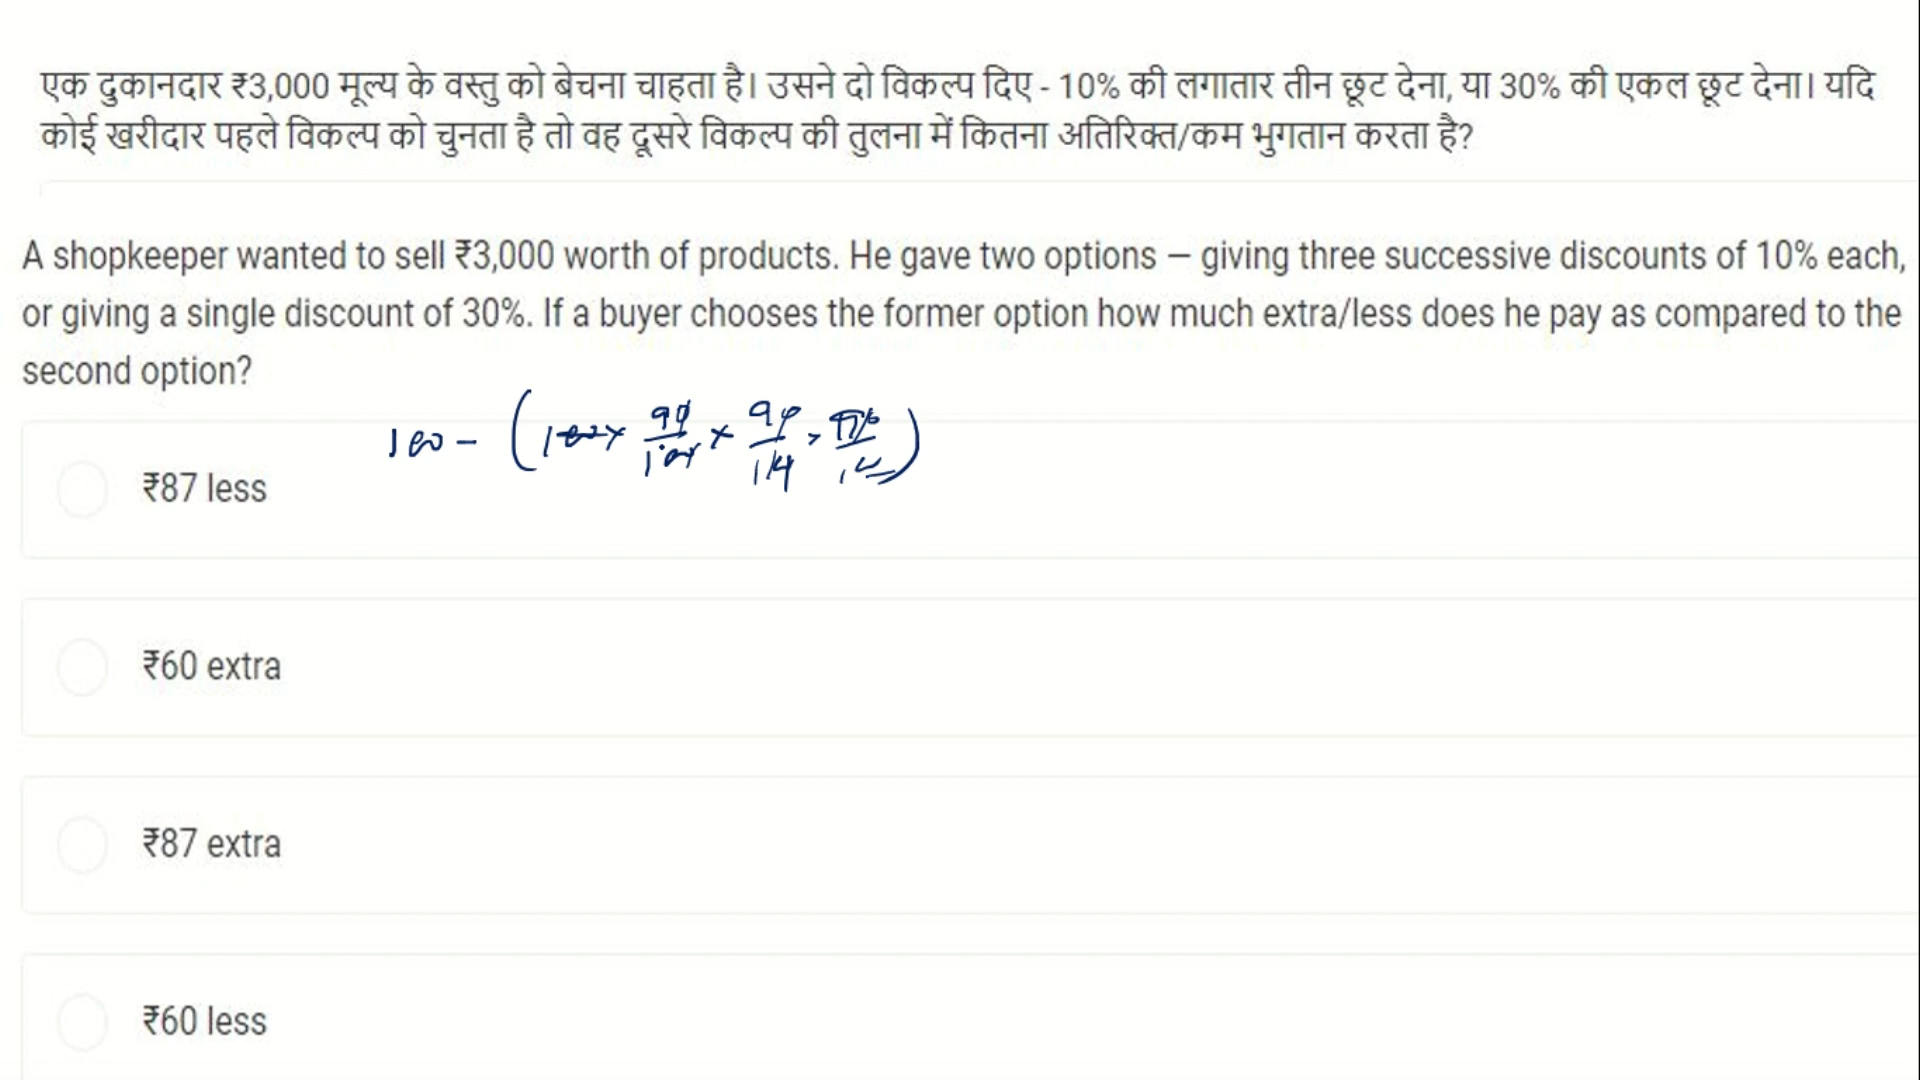 एक दुकानदार ₹3,000 मूल्य के वस्तु को बेचना चाहता है। उसने दो विकल्प दिए - 10% की लगातार तीन छूट देना, या 30% की एकल छूट देना। यदि
कोई खरीदार पहले विकल्प को चुनता है तो वह दूसरे विकल्प की तुलना में कितना अतिरिक्त/कम भुगतान करता है?
A shopkeeper wanted to sell ₹3,000 worth of products. He gave two options – giving three successive discounts of 10% each,
or giving a single discount of 30%. If a buyer chooses the former option how much extra/less does he pay as compared to the
second option?
100 - (100 ×
₹87 less
₹60 extra
₹87 extra
₹60 less